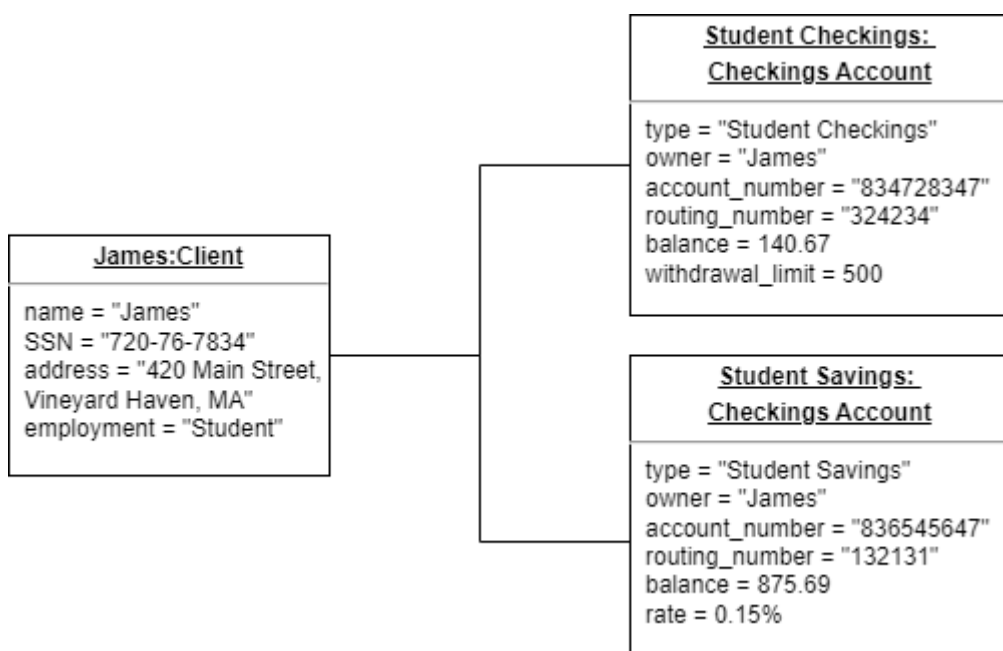 James:Client
name = "James"
SSN = "720-76-7834"
address = "420 Main Street,
Vineyard Haven, MA"
employment = "Student"
Student Checkings:
Checkings Account
type = "Student Checkings"
owner = "James"
account_number = "834728347"
routing_number = "324234"
balance = 140.67
withdrawal_limit = 500
Student Savings:
Checkings Account
type = "Student Savings"
owner = "James"
account_number = "836545647"
routing_number = "132131"
balance = 875.69
rate = 0.15%